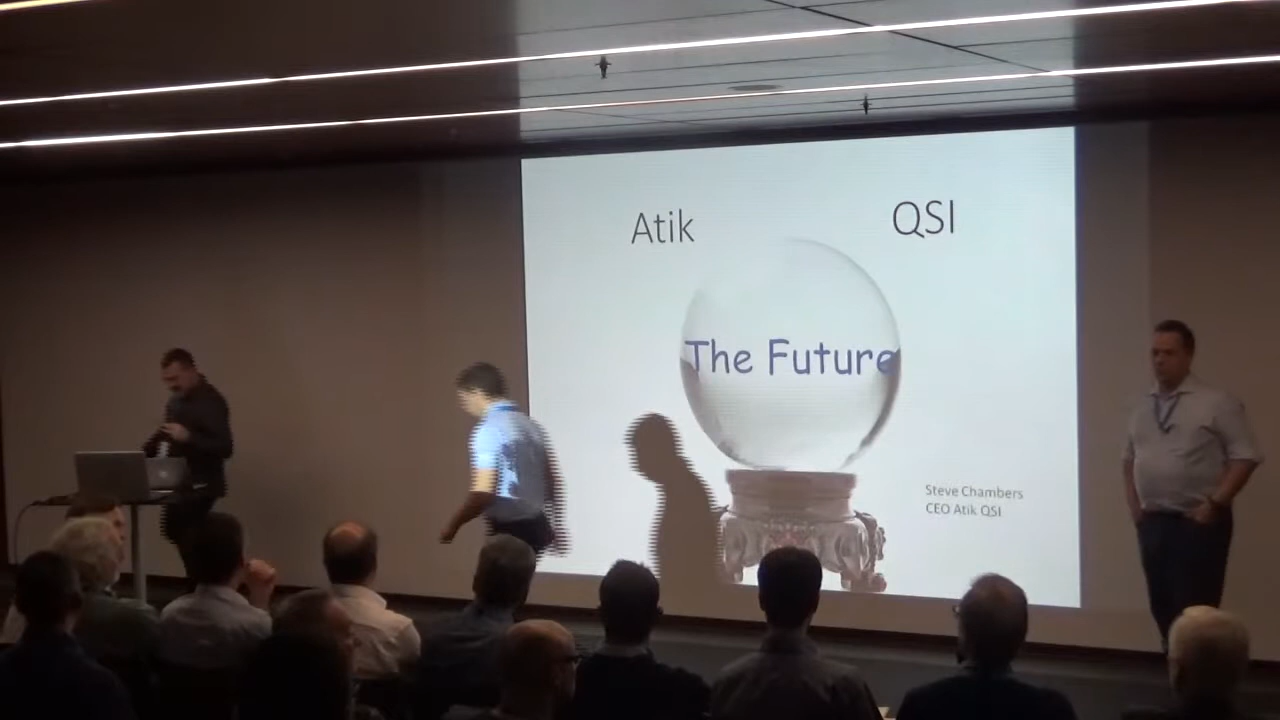 Atik
QSI
The Future
Steve Chambers
CEO Atik QSI